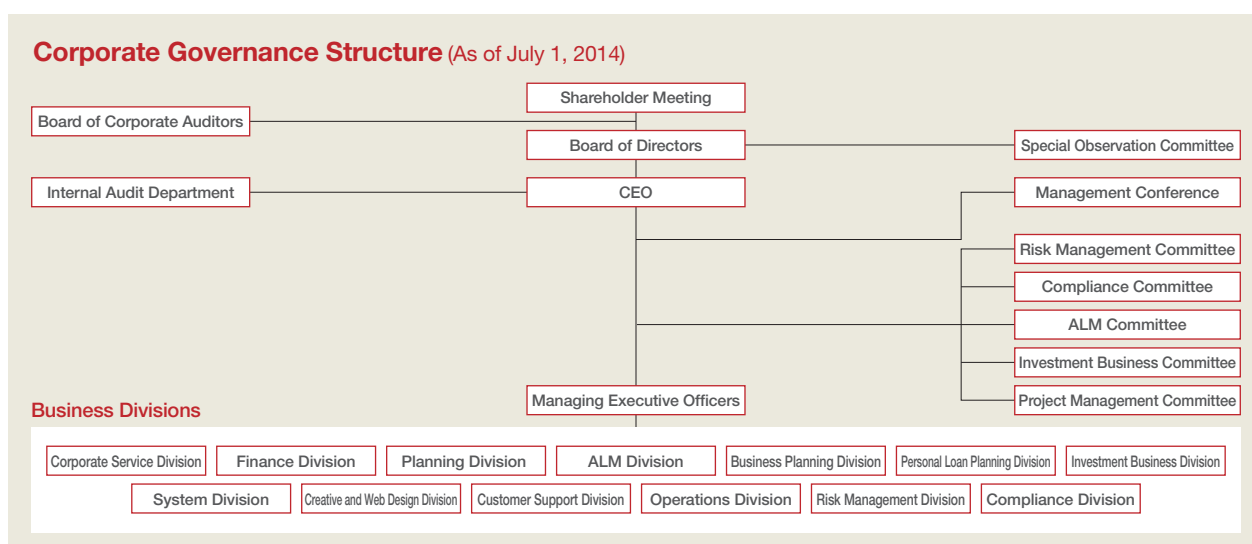 Corporate Governance Structure (As of July 1, 2014)
Shareholder Meeting
Board of Corporate Auditors
Board of Directors
Special Observation Committee
Internal Audit Department
CEO
Management Conference
Risk Management Committee
Compliance Committee
ALM Committee
Investment Business Committee
Managing Executive Officers
Project Management Committee
Business Divisions
Corporate Service Division
Finance Division
Planning Division
ALM Division
Business Planning Division
Personal Loan Planning Division
Investment Business Division
System Division
Creative and Web Design Division
Customer Support Division
Operations Division
Risk Management Division
Compliance Division